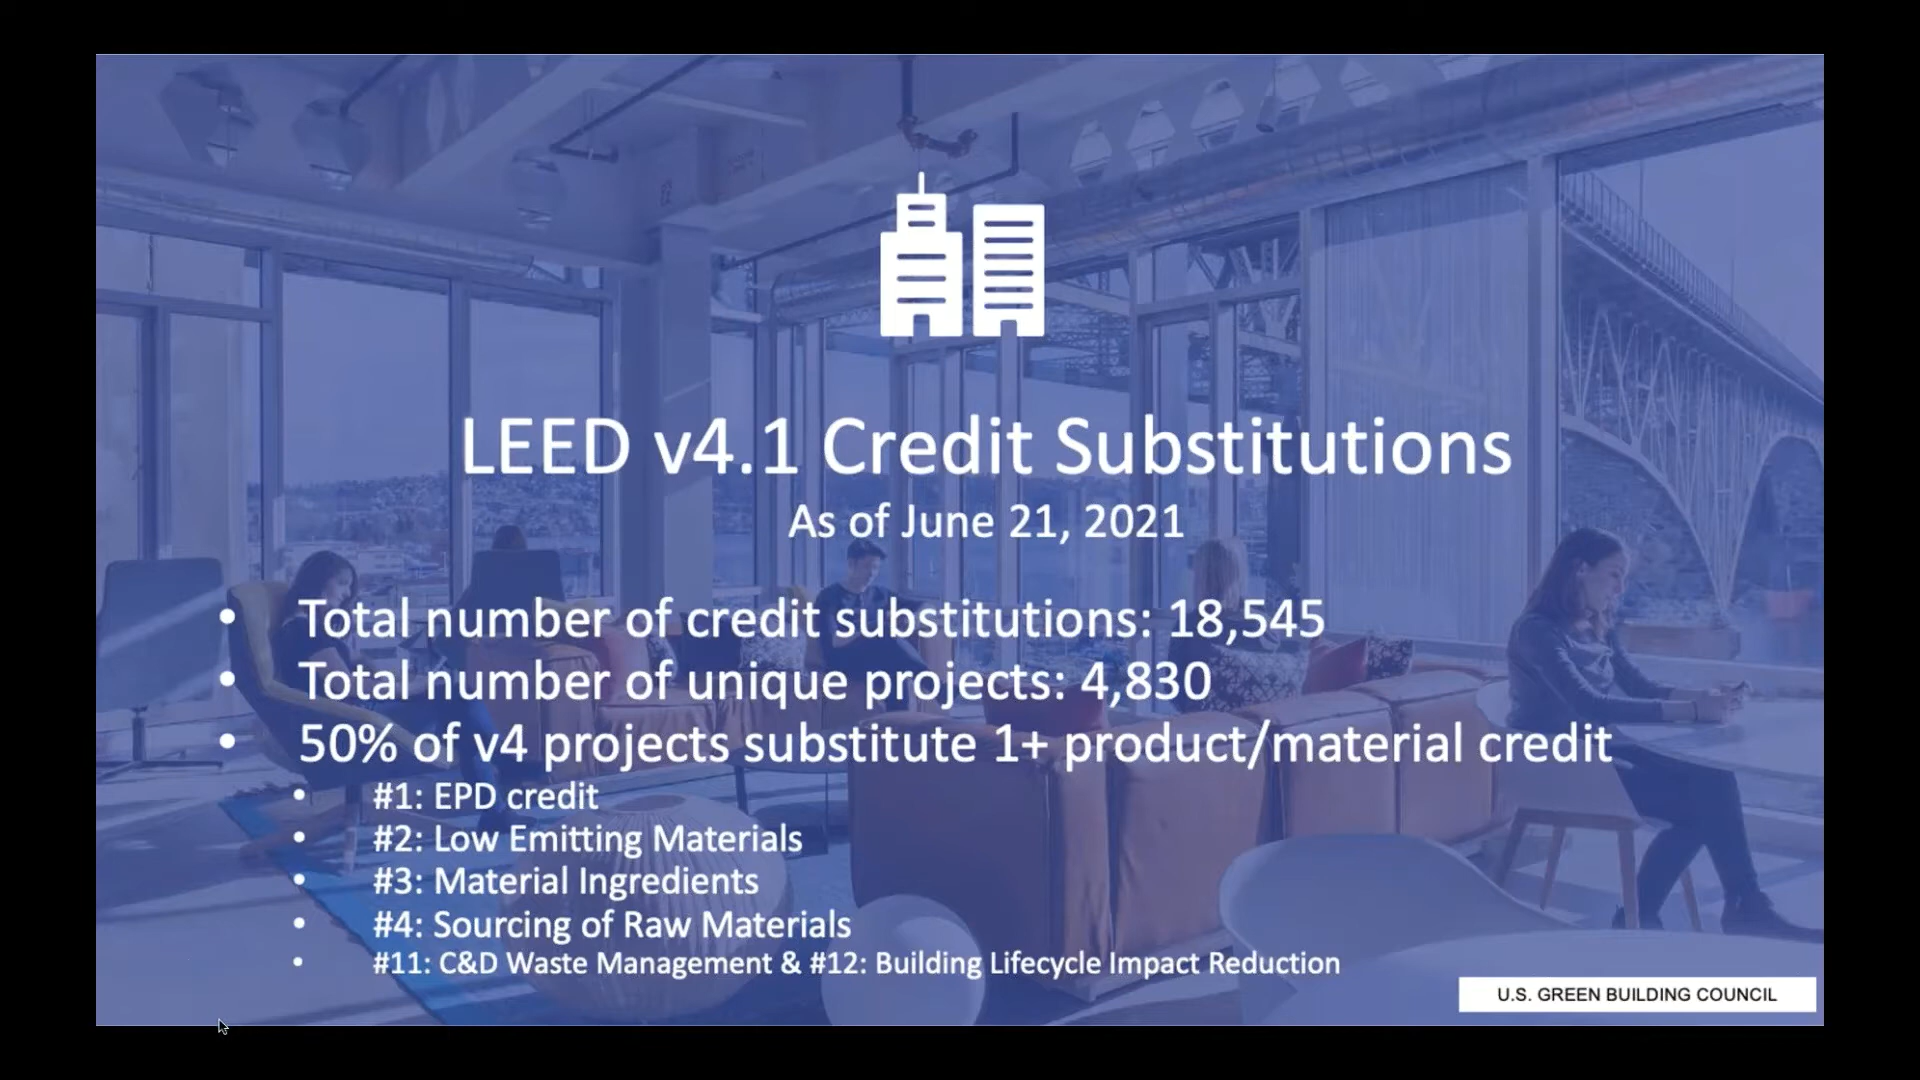 LEED v4.1 Credit Substitutions
As of June 21, 2021
• Total number of credit substitutions: 18,545
• Total number of unique projects: 4,830
• 50% of v4 projects substitute 1+ product/material credit
• #1: EPD credit
• #2: Low Emitting Materials
• #3: Material Ingredients
• #4: Sourcing of Raw Materials
• #11: C&D Waste Management & #12: Building Lifecycle Impact Reduction
U.S. GREEN BUILDING COUNCIL